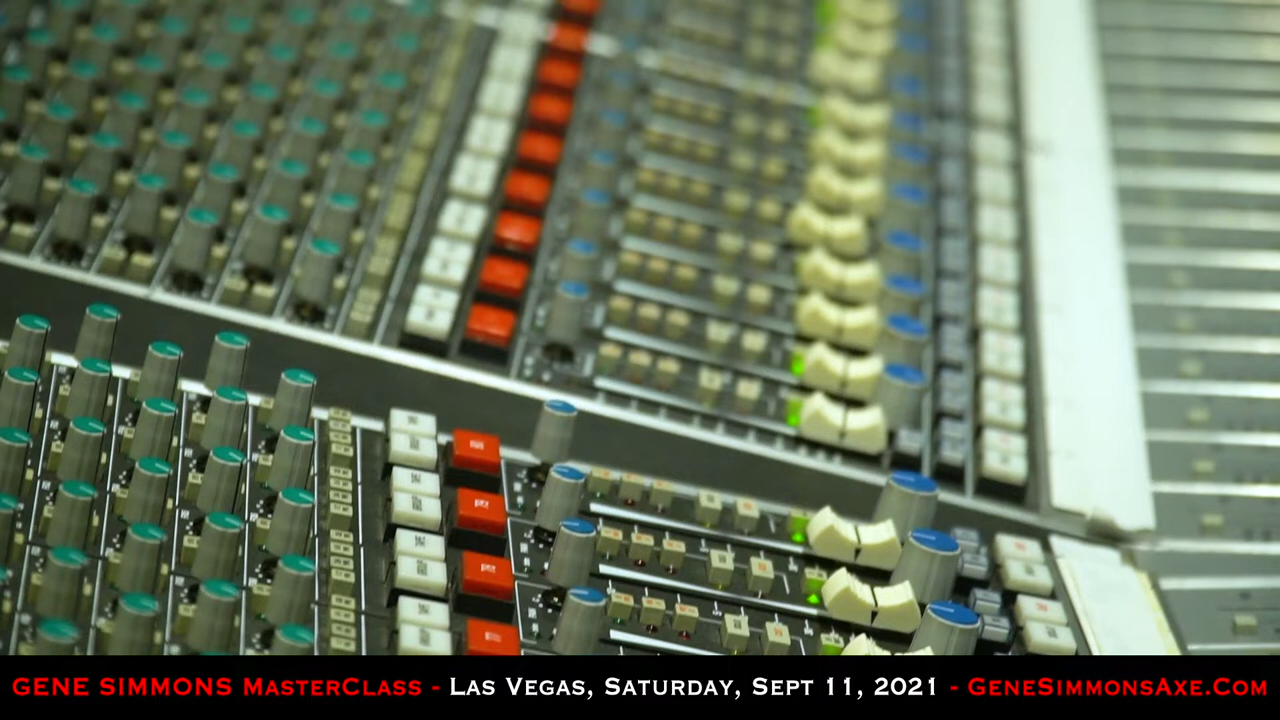 GENE SIMMONS MASTERCLASS - LAS VEGAS, SATURDAY, SEPT 11, 2021 - GENESIMMONSAXE.COM